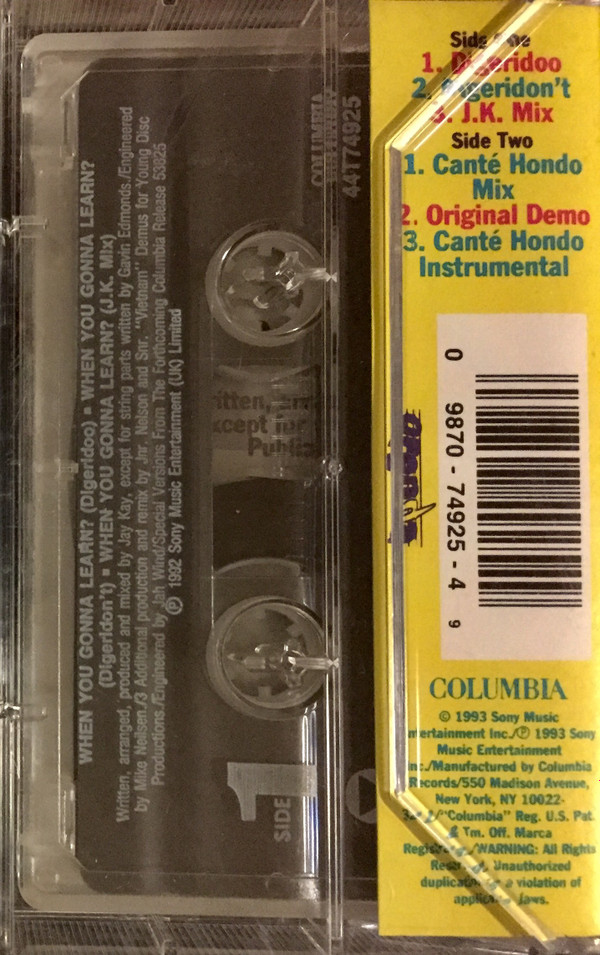 WHEN YOU GONNA LEARN? (Digeridoo) ▪ WHEN YOU GONNA LEARN?
(Digeridon't) ▪ WHEN YOU GONNA LEARN? (J.K. Mix)
Written, arranged, produced and mixed by Jay Kay, except for string parts written by Gavin Edmonds./Engineered
by Mike Neilsen./3 Additional production and remix by Jnr. Nelson and Snr. "Vietnam" Demus for Young Disc
Productions./Engineered by Jah Wind/Special Versions From The Forthcoming Columbia Release 53825
℗ 1992 Sony Music Entertainment (UK) Limited
COLUMBIA
44T74925
itten,
xcept for
Public
SIDE 1
Side One
1. Digeridoo
2. Digeridon't
3. J.K. Mix
Side Two
1. Canté Hondo
Mix
2. Original Demo
3. Canté Hondo
Instrumental
0 9870 - 74925 - 4 9
COLUMBIA
© 1993 Sony Music
Entertainment Inc./℗ 1993 Sony
Music Entertainment
Inc./Manufactured by Columbia
Records/550 Madison Avenue,
New York, NY 10022-
"Columbia" Reg. U.S. Pat.
& Tm. Off. Marca
WARNING: All Rights
Unauthorized
duplication is a violation of
applicable laws.